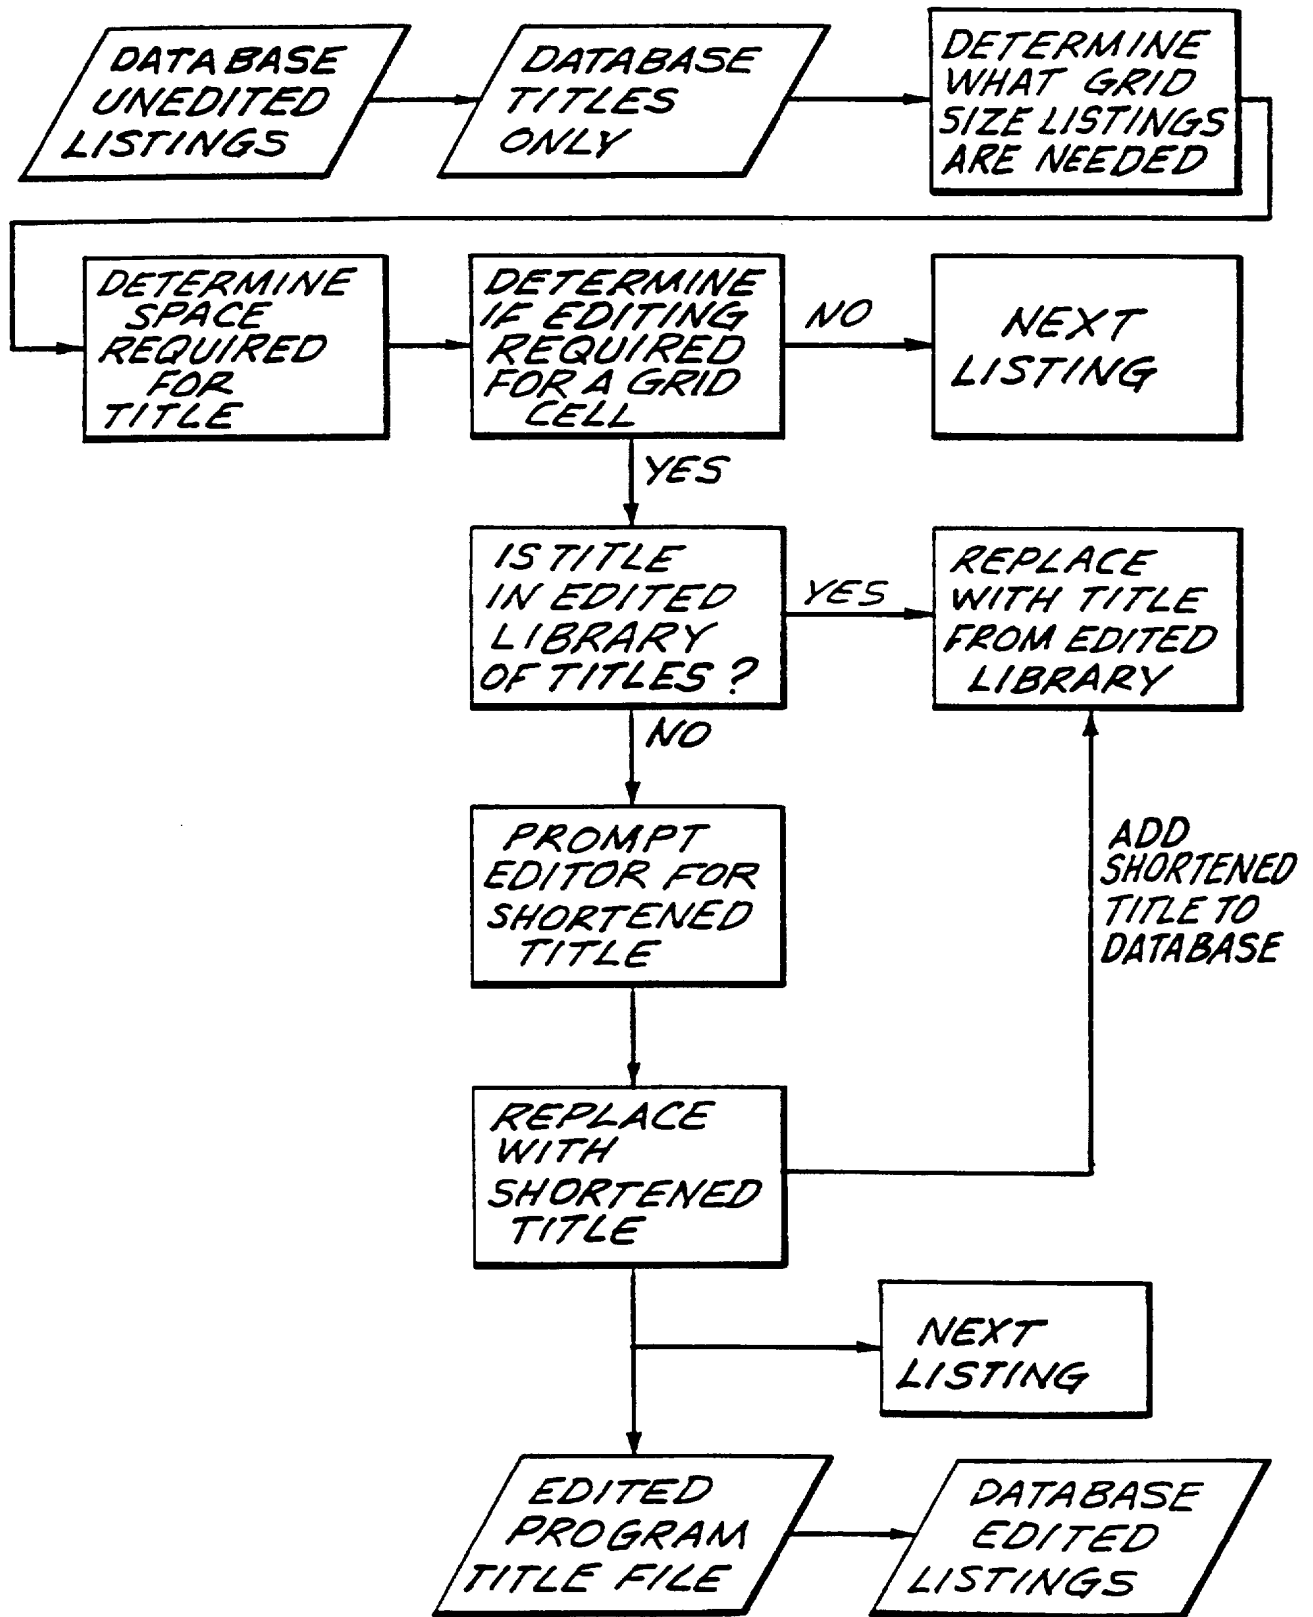 DATABASE
UNEDITED
LISTINGS
DATABASE
TITLES
ONLY
DETERMINE
WHAT GRID
SIZE LISTINGS
ARE NEEDED
DETERMINE
SPACE
REQUIRED
FOR
TITLE
DETERMINE
IF EDITING
REQUIRED
FOR A GRID
CELL
NO
NEXT
LISTING
YES
IS TITLE
IN EDITED
LIBRARY
OF TITLES ?
YES
REPLACE
WITH TITLE
FROM EDITED
LIBRARY
NO
PROMPT
EDITOR FOR
SHORTENED
TITLE
ADD
SHORTENED
TITLE TO
DATABASE
REPLACE
WITH
SHORTENED
TITLE
NEXT
LISTING
EDITED
PROGRAM
TITLE FILE
DATABASE
EDITED
LISTINGS